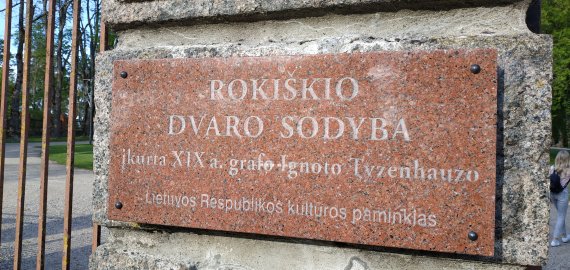 ROKIŠKIO
DVARO SODYBA
Įkurta XIX a. grafo Ignoto Tyzenhauzo
Lietuvos Respublikos kultūros paminklas